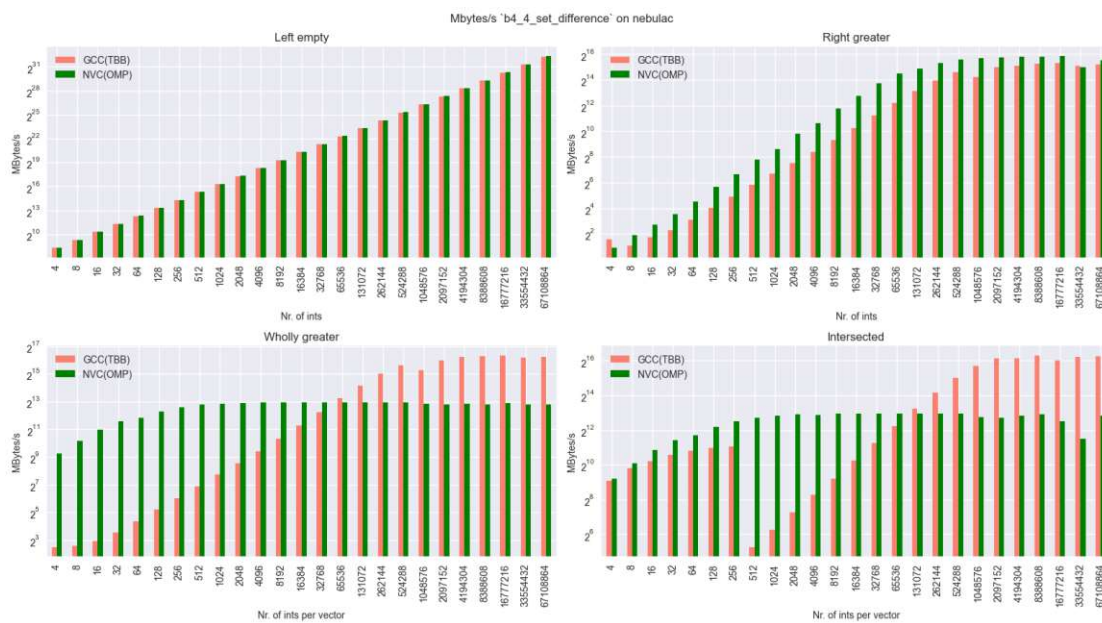 Mbytes/s `b4_4_set_difference` on nebulac
Left empty
GCC(TBB)
NVC(OMP)
MBytes/s
2^31
2^28
2^25
2^22
2^19
2^16
2^13
2^10
4 8 16 32 64 128 256 512 1024 2048 4096 8192 16384 32768 65536 131072 262144 524288 1048576 2097152 4194304 8388608 16777216 33554432 67108864
Nr. of ints
Right greater
GCC(TBB)
NVC(OMP)
MBytes/s
2^16
2^14
2^12
2^10
2^8
2^6
2^4
2^2
4 8 16 32 64 128 256 512 1024 2048 4096 8192 16384 32768 65536 131072 262144 524288 1048576 2097152 4194304 8388608 16777216 33554432 67108864
Nr. of ints
Wholly greater
GCC(TBB)
NVC(OMP)
MBytes/s
2^17
2^15
2^13
2^11
2^9
2^7
2^5
2^3
4 8 16 32 64 128 256 512 1024 2048 4096 8192 16384 32768 65536 131072 262144 524288 1048576 2097152 4194304 8388608 16777216 33554432 67108864
Nr. of ints per vector
Intersected
GCC(TBB)
NVC(OMP)
MBytes/s
2^16
2^14
2^12
2^10
2^8
2^6
4 8 16 32 64 128 256 512 1024 2048 4096 8192 16384 32768 65536 131072 262144 524288 1048576 2097152 4194304 8388608 16777216 33554432 67108864
Nr. of ints per vector